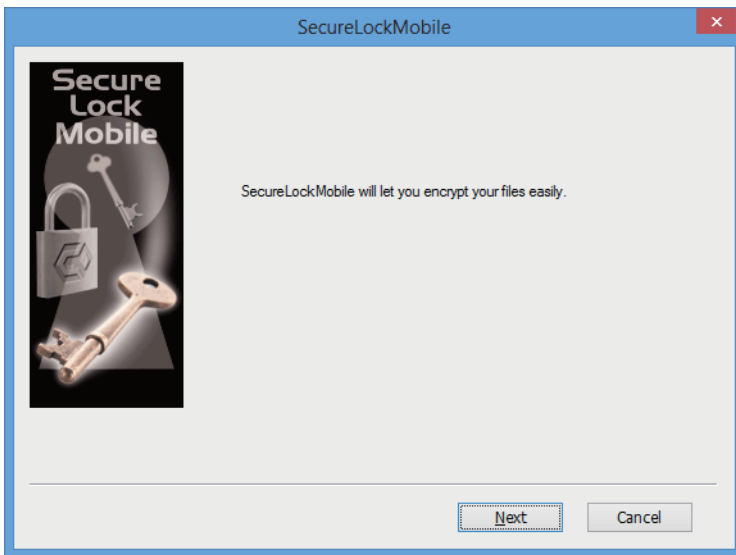 SecureLockMobile
Secure
Lock
Mobile
SecureLockMobile will let you encrypt your files easily.
Next
Cancel